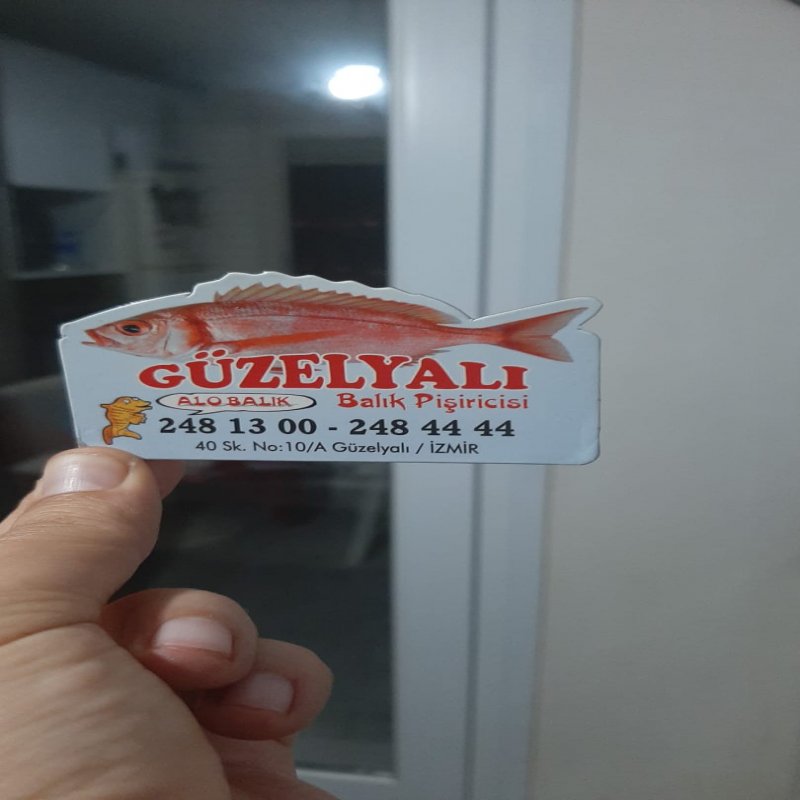 GÜZELYALI
ALO BALIK Balık Pişiricisi
248 13 00 - 248 44 44
40 Sk. No:10/A Güzelyalı / İZMİR